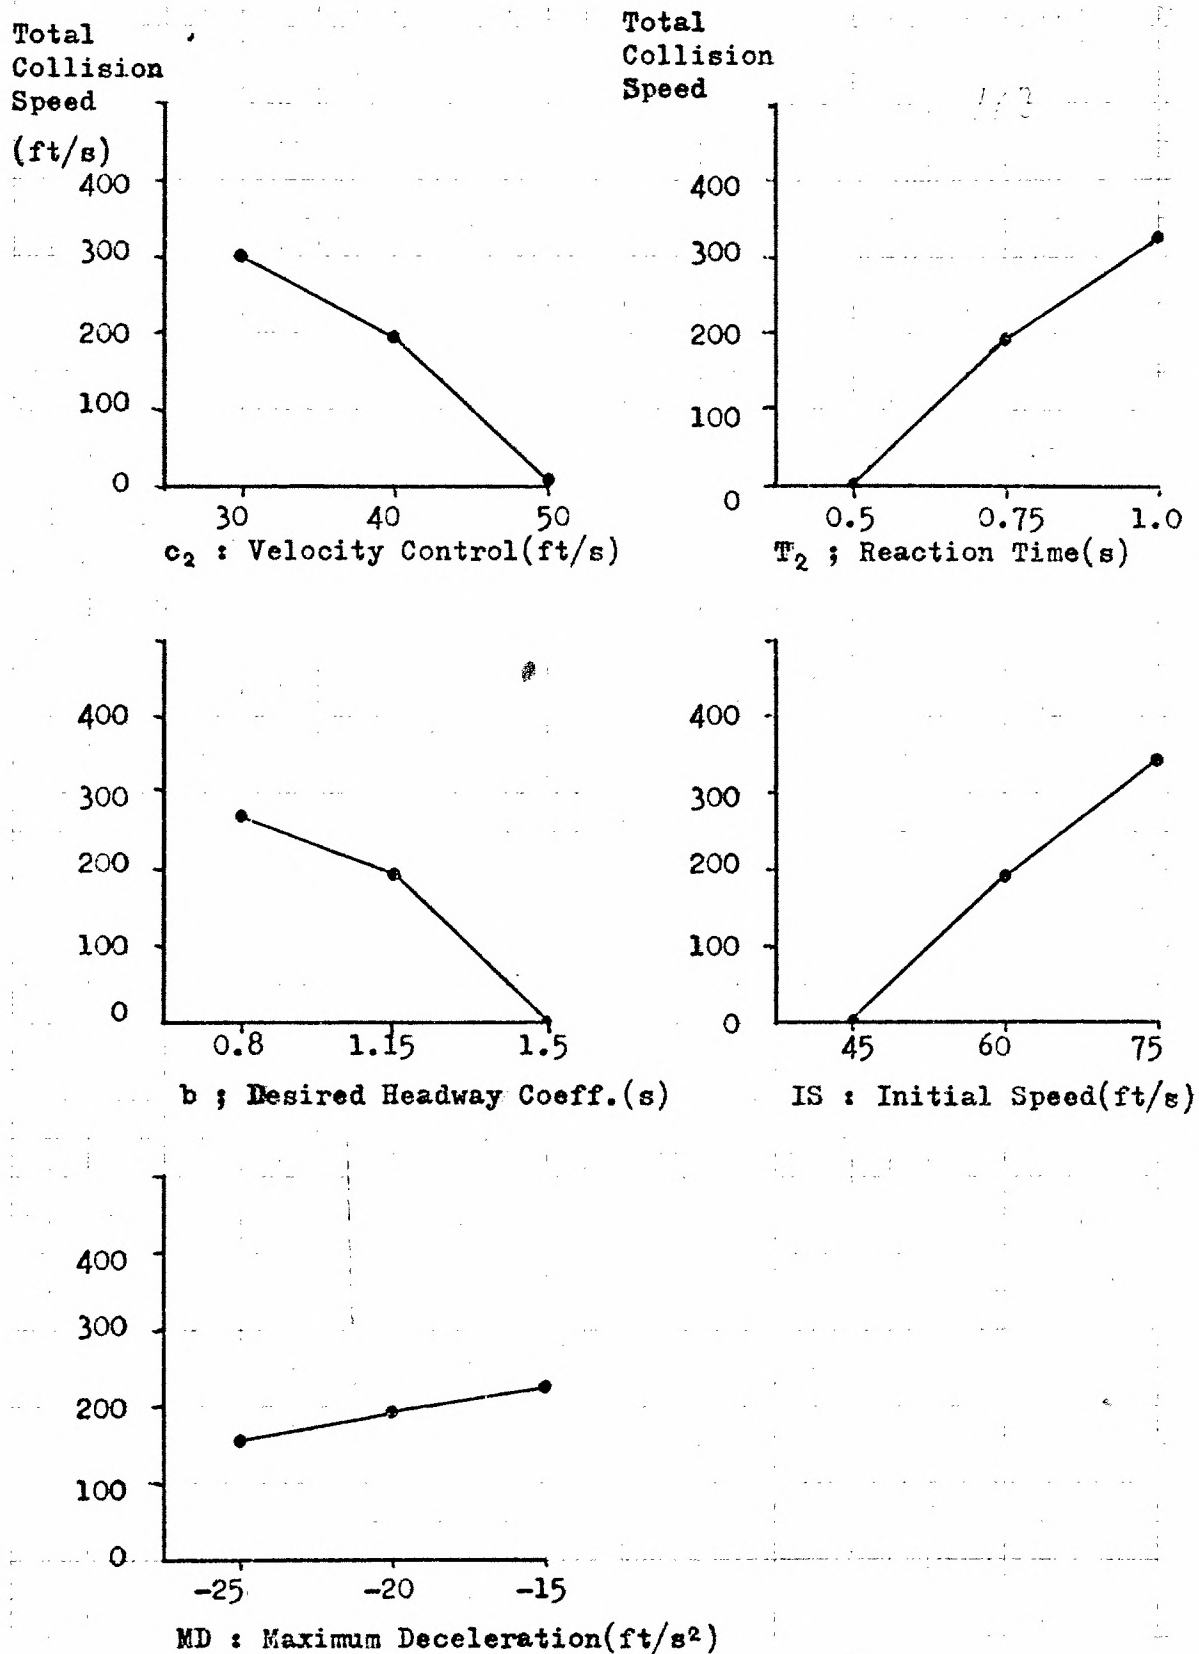 Total
Collision
Speed
(ft/s)
400
300
200
100
0
30 40 50
c₂ : Velocity Control(ft/s)
Total
Collision
Speed
400
300
200
100
0
0.5 0.75 1.0
T₂ ; Reaction Time(s)
400
300
200
100
0
0.8 1.15 1.5
b ; Desired Headway Coeff.(s)
400
300
200
100
0
45 60 75
IS : Initial Speed(ft/s)
400
300
200
100
0
-25 -20 -15
MD : Maximum Deceleration(ft/s²)